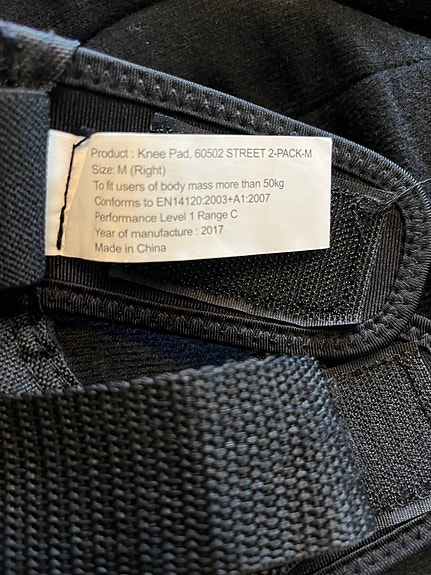 Product : Knee Pad, 60502 STREET 2-PACK-M
Size: M (Right)
To fit users of body mass more than 50kg
Conforms to EN14120:2003+A1:2007
Performance Level 1 Range C
Year of manufacture : 2017
Made in China